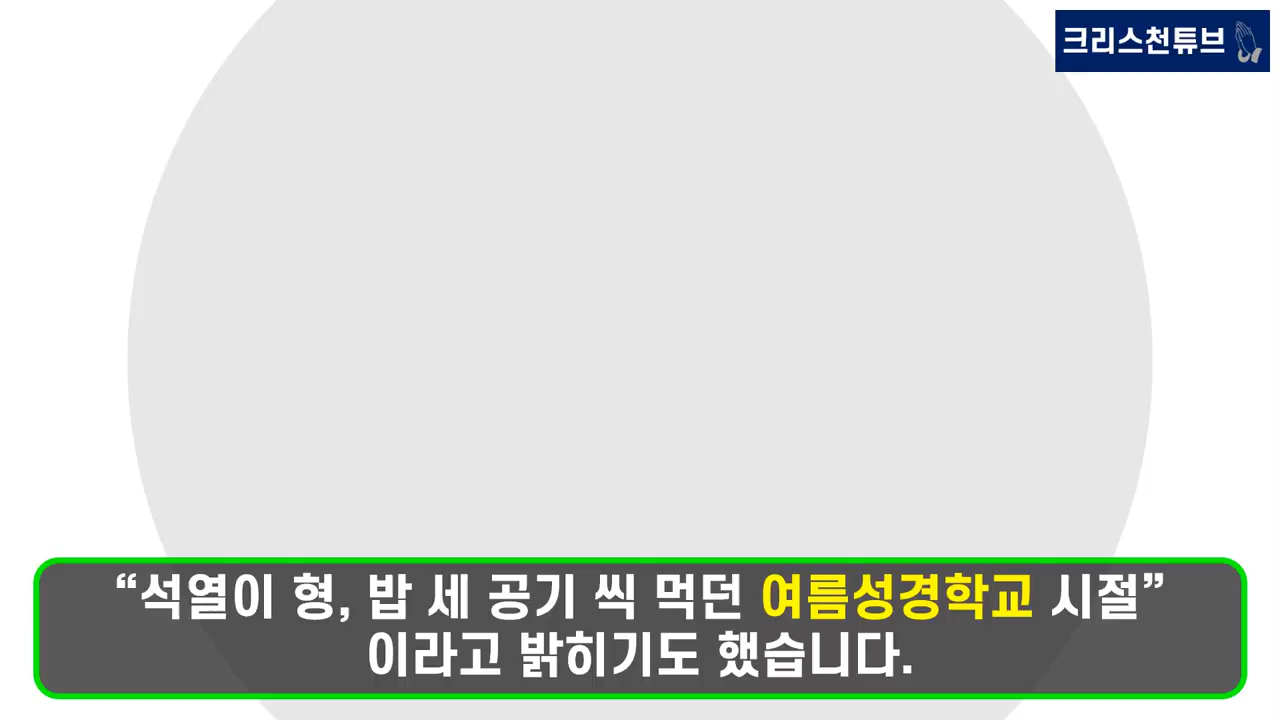 크리스천튜브
“석열이 형, 밥 세 공기 씩 먹던 여름성경학교 시절”
이라고 밝히기도 했습니다.